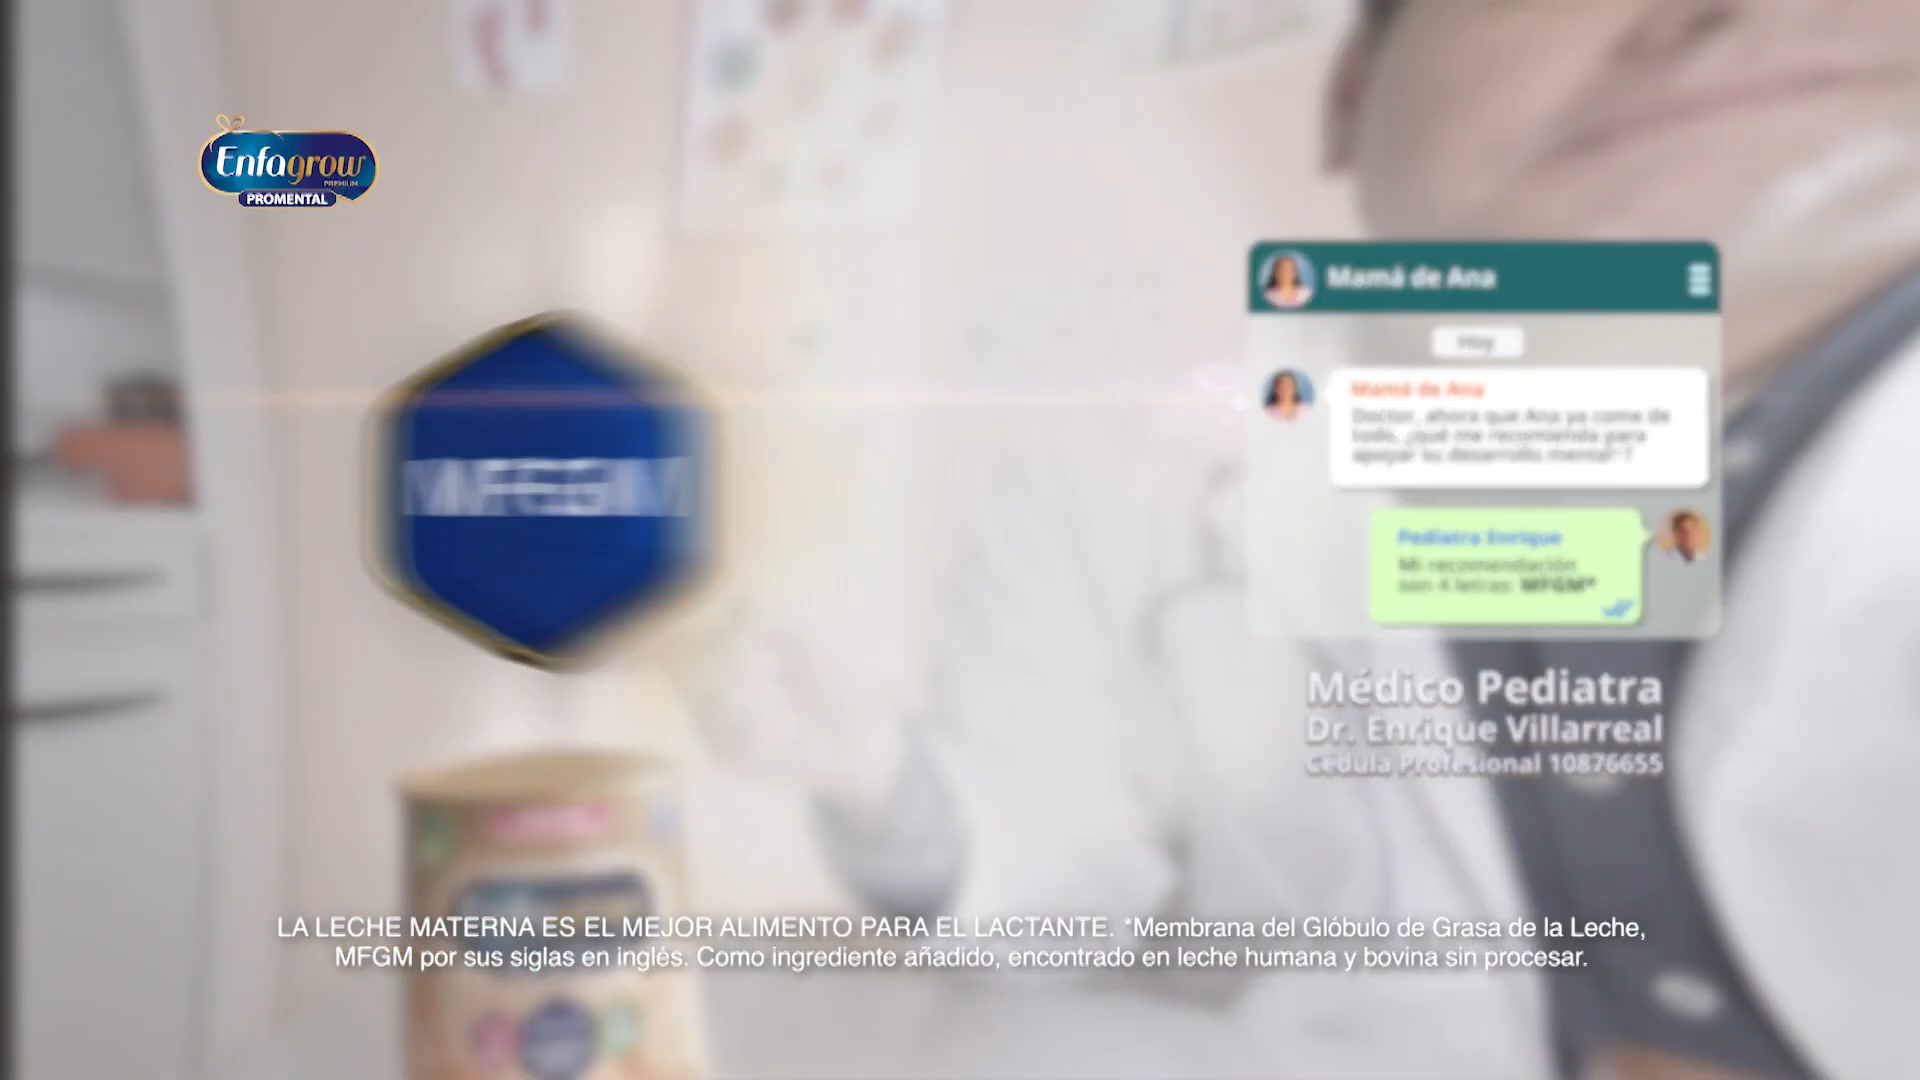 Enfagrow
PREMIUM
PROMENTAL
MFGM
Mamá de Ana
Hoy
Mamá de Ana
Doctor, ahora que Ana ya come de
todo, ¿qué me recomienda para
apoyar su desarrollo mental*?
Pediatra Enrique
Mi recomendación
son 4 letras: MFGM*
Médico Pediatra
Dr. Enrique Villarreal
Cédula Profesional 10876655
LA LECHE MATERNA ES EL MEJOR ALIMENTO PARA EL LACTANTE. *Membrana del Glóbulo de Grasa de la Leche,
MFGM por sus siglas en inglés. Como ingrediente añadido, encontrado en leche humana y bovina sin procesar.